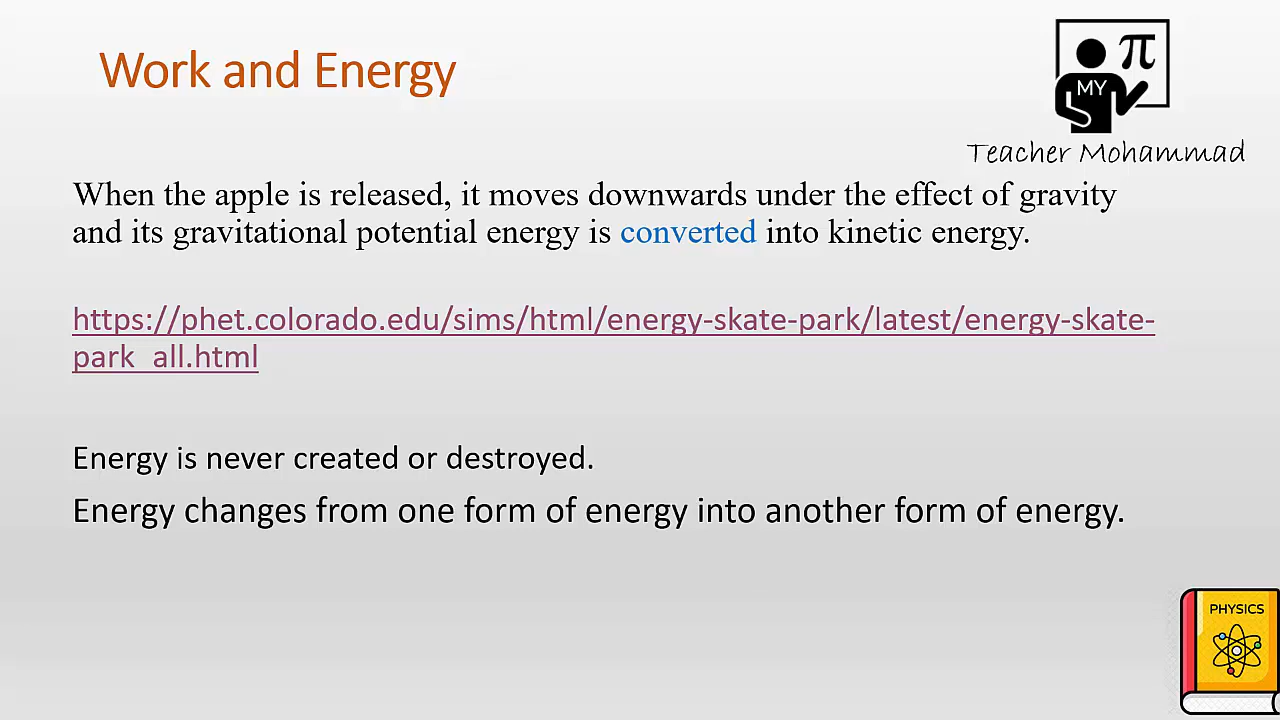 Work and Energy
π
MY
Teacher Mohammad
When the apple is released, it moves downwards under the effect of gravity
and its gravitational potential energy is converted into kinetic energy.
https://phet.colorado.edu/sims/html/energy-skate-park/latest/energy-skate-
park_all.html
Energy is never created or destroyed.
Energy changes from one form of energy into another form of energy.
PHYSICS